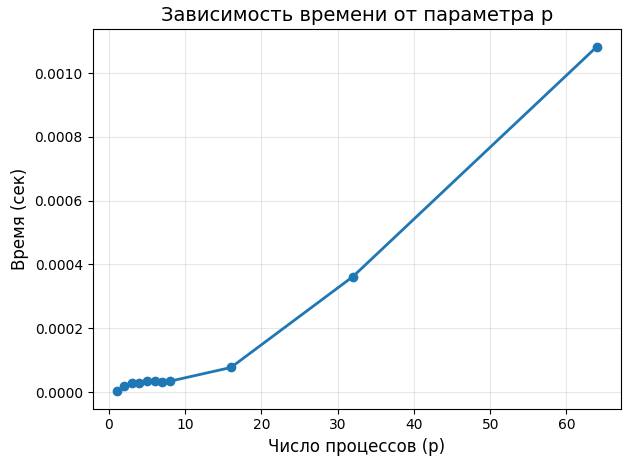 Зависимость времени от параметра p
0.0010
0.0008
0.0006
0.0004
0.0002
0.0000
Время (сек)
0 10 20 30 40 50 60
Число процессов (p)